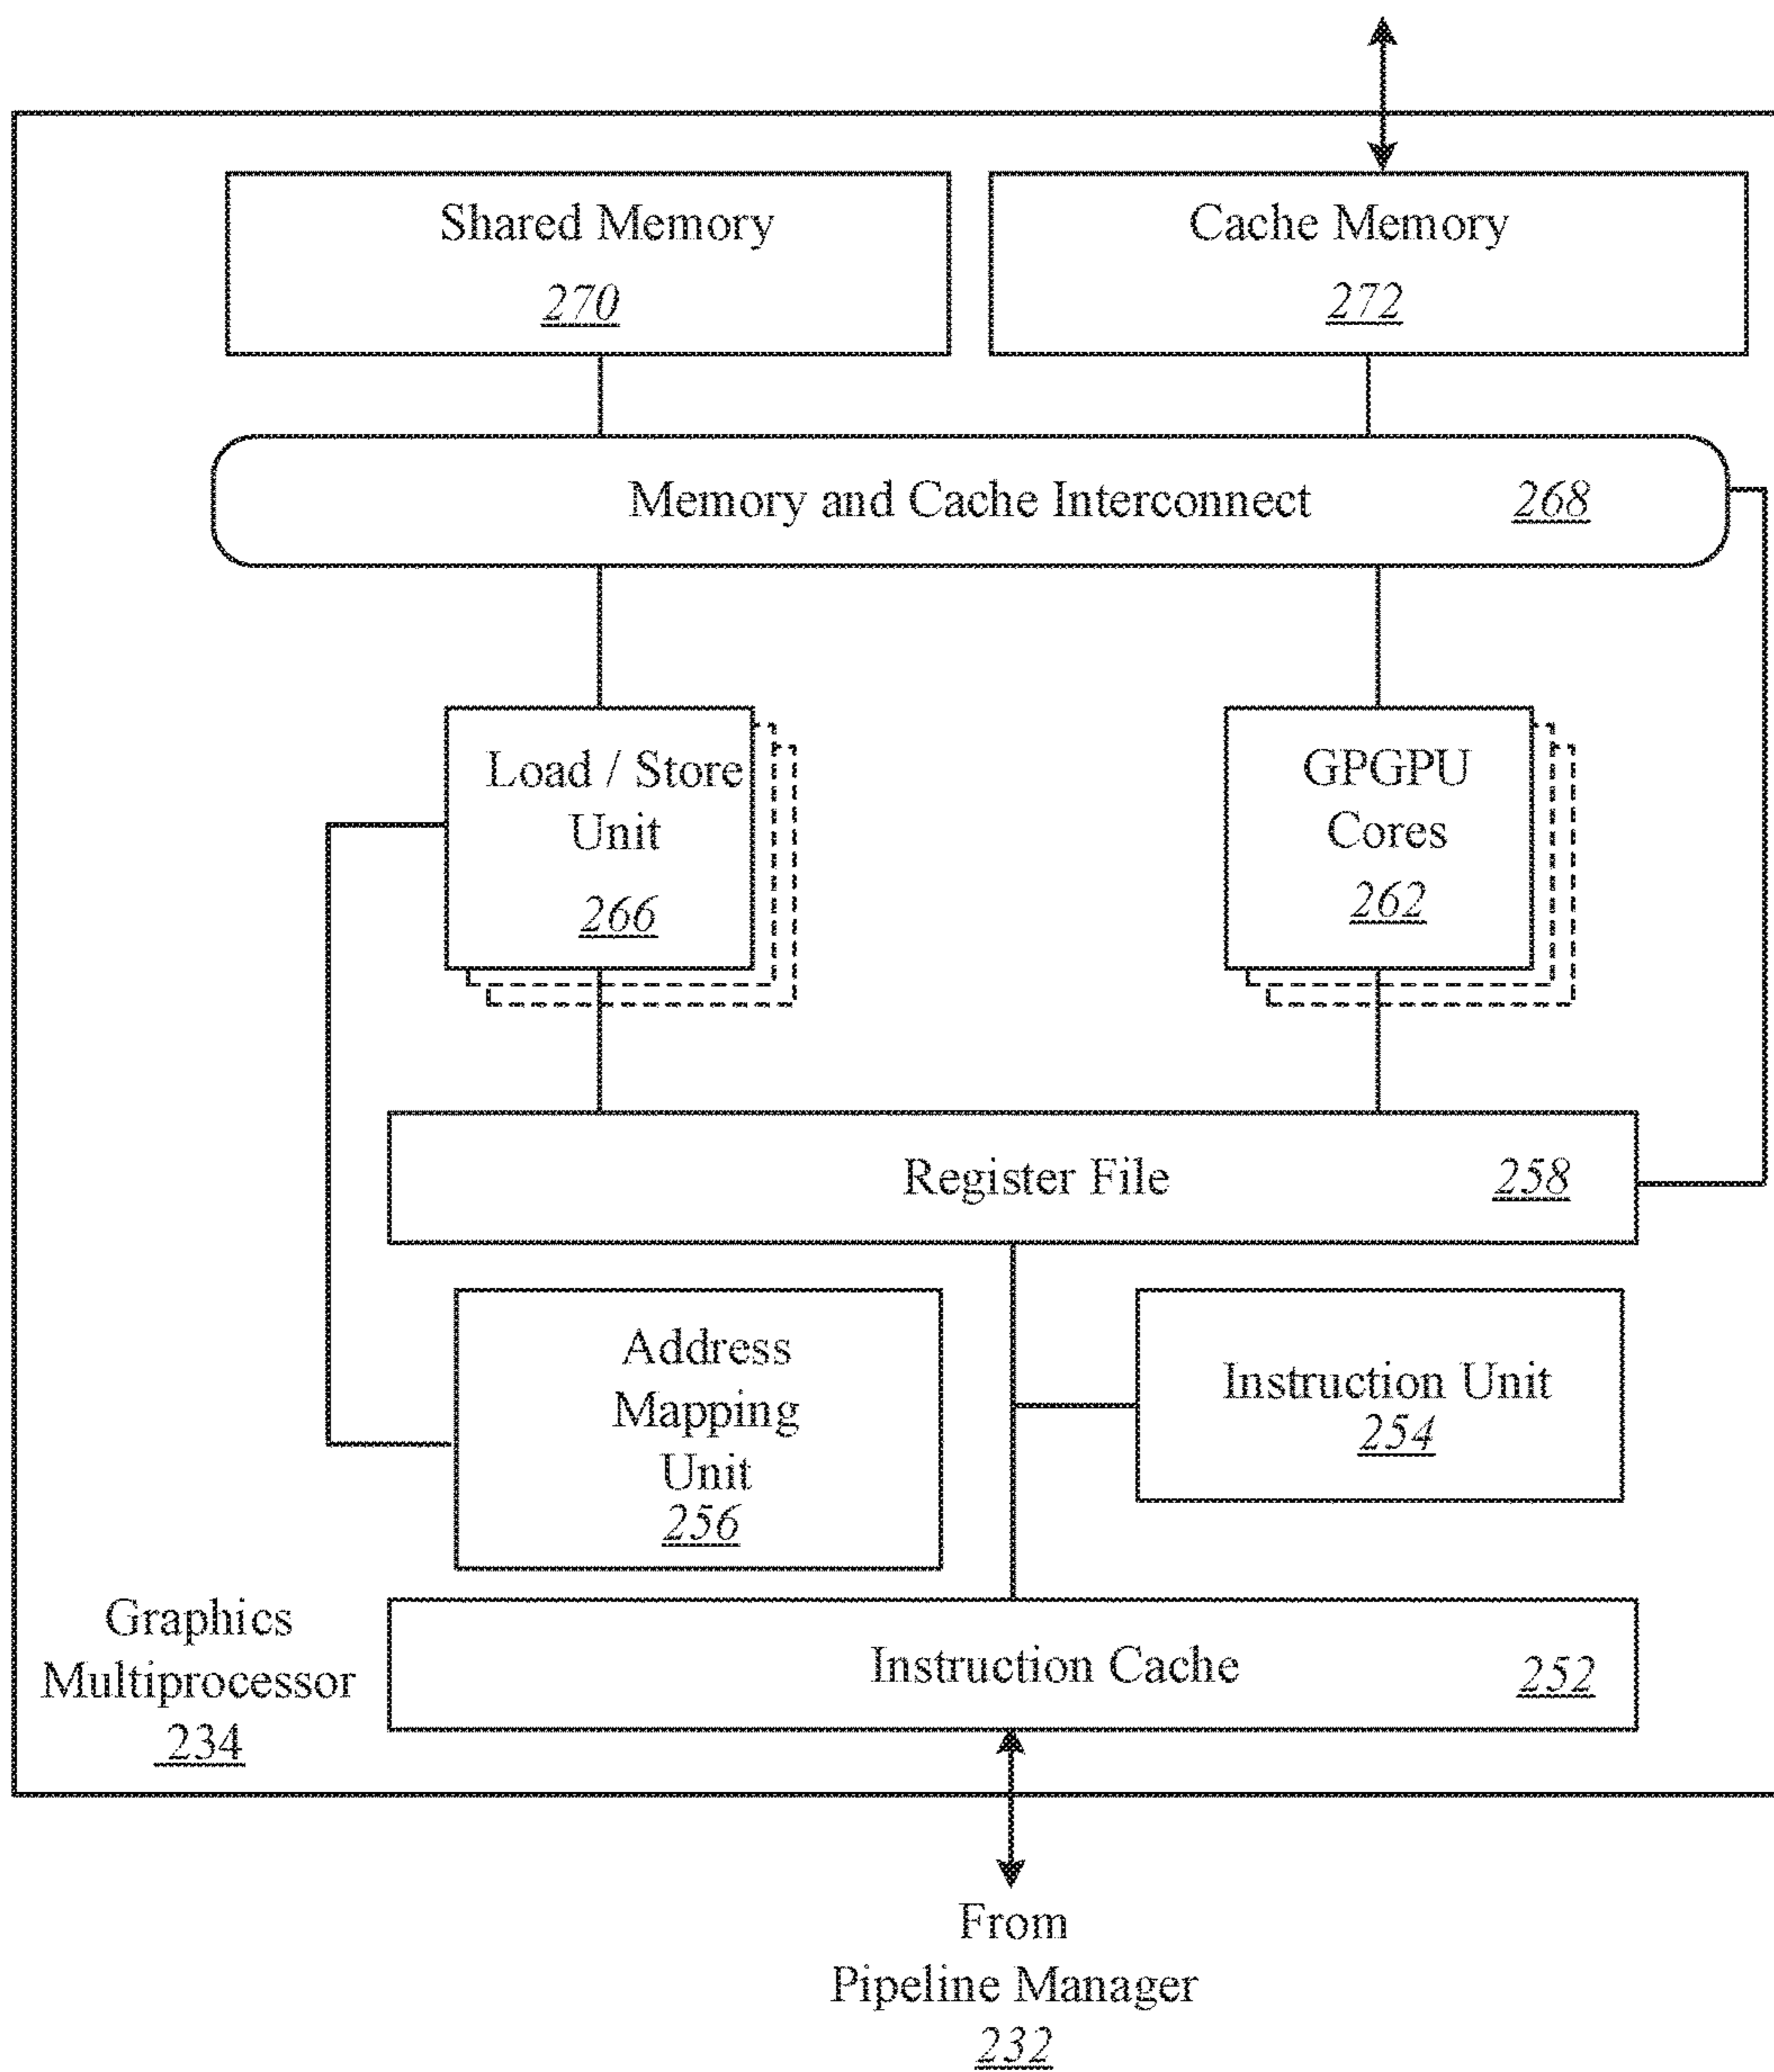 Shared Memory
270
Cache Memory
272
Memory and Cache Interconnect 268
Load / Store
Unit
266
GPGPU
Cores
262
Register File 258
Address
Mapping
Unit
256
Instruction Unit
254
Graphics
Multiprocessor
234
Instruction Cache 252
From
Pipeline Manager
232